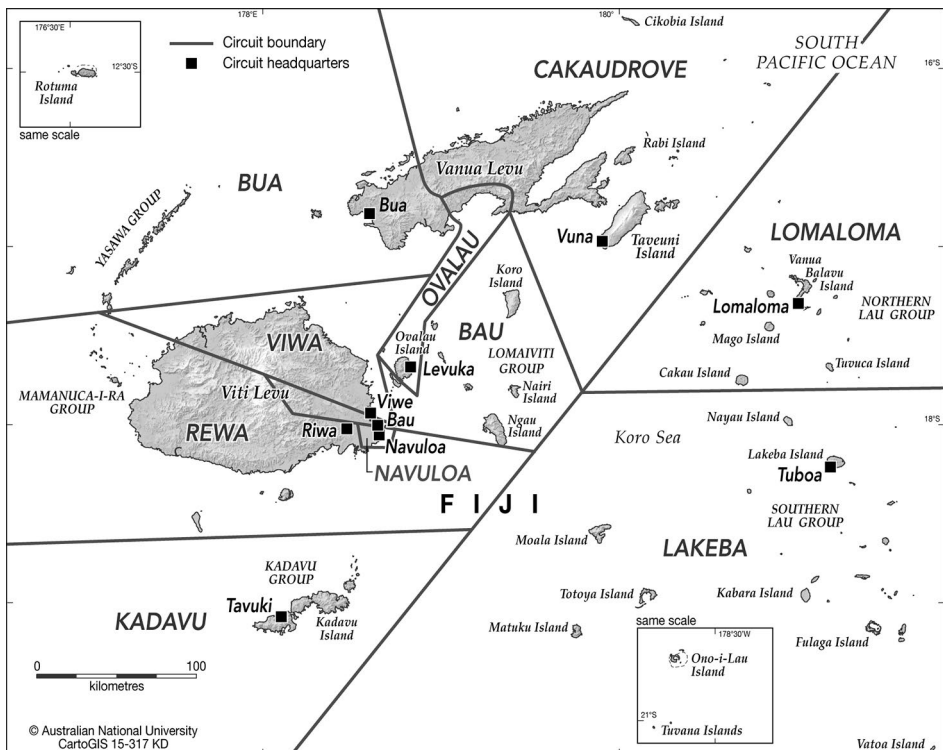 176°30'E
12°30'S
Rotuma
Island
same scale
178°E
180°
Cikobia Island
SOUTH
PACIFIC OCEAN
16°S
Circuit boundary
Circuit headquarters
CAKAUDROVE
Rabi Island
Vanua Levu
BUA
Bua
YASAWA GROUP
Vuna
Taveuni
Island
LOMALOMA
Vanua
Balavu
Island
Lomaloma
NORTHERN
LAU GROUP
Mago Island
OVALAU
Koro
Island
BAU
VIWA
Ovalau
Island
Levuka
LOMAIVITI
GROUP
Nairi
Island
Cakau Island
Tuvuca Island
MAMANUCA-I-RA
GROUP
Viti Levu
Viwe
Bau
REWA
Riwa
Navuloa
NAVULOA
Ngau
Island
Nayau Island
18°S
Koro Sea
Lakeba Island
Tuboa
FIJI
SOUTHERN
LAU GROUP
Moala Island
LAKEBA
KADAVU
GROUP
Tavuki
KADAVU
Kadavu
Island
Totoya Island
Kabara Island
Matuku Island
Fulaga Island
same scale
178°30'W
Ono-i-Lau
Island
21°S
Tuvana Islands
Vatoa Island
0
100
kilometres
© Australian National University
CartoGIS 15-317 KD